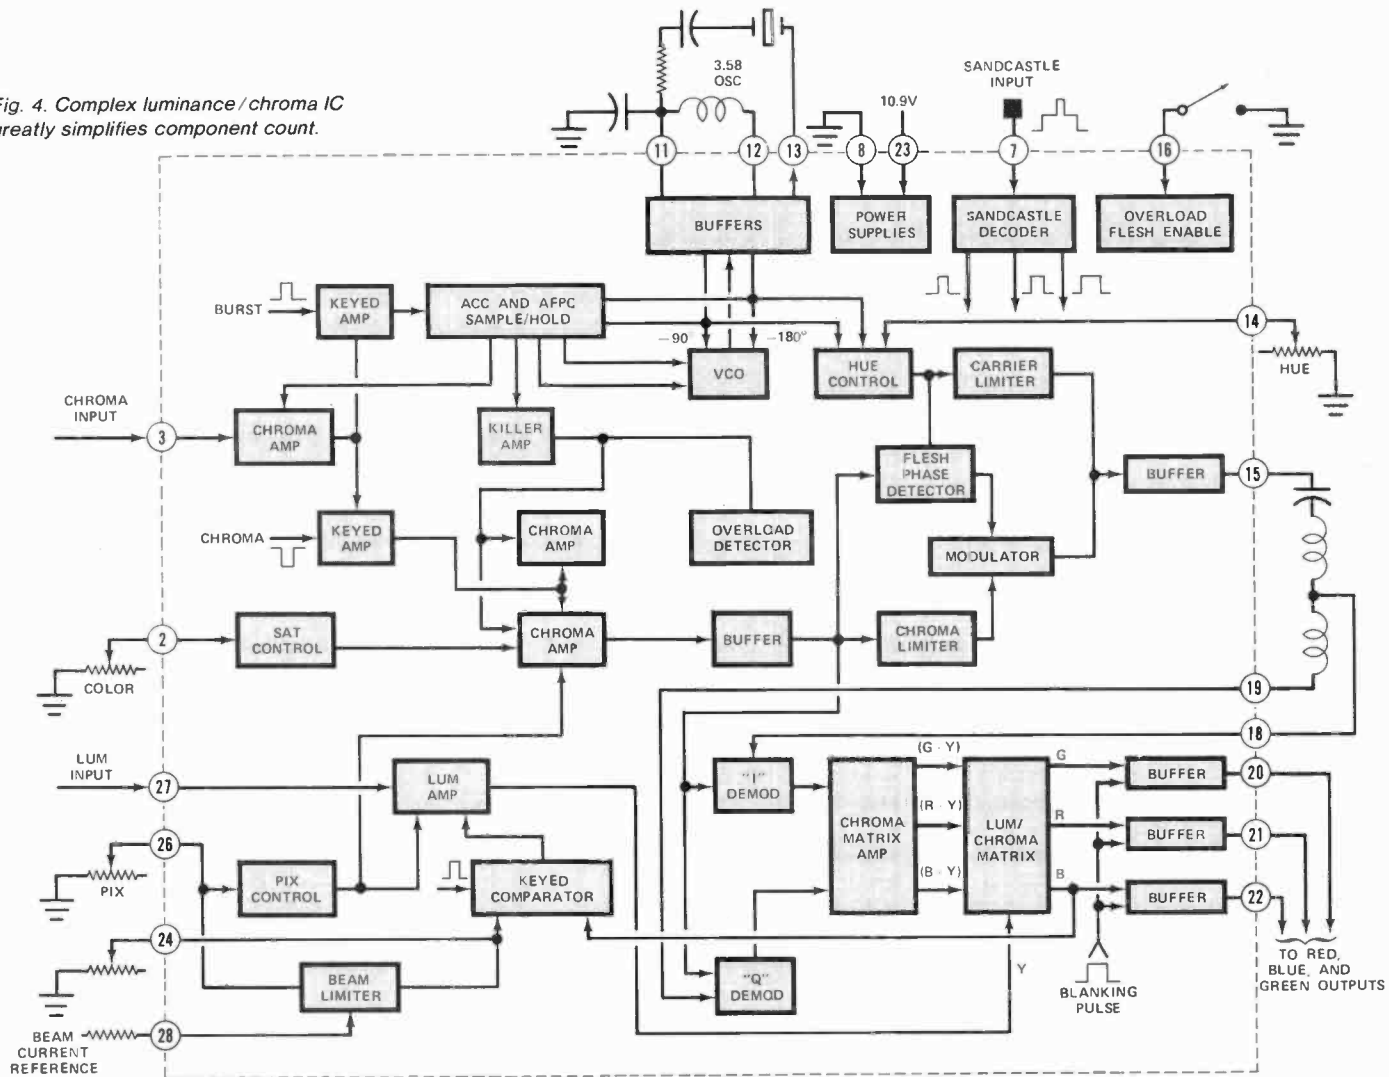 Fig. 4. Complex luminance/chroma IC
greatly simplifies component count.
3.58
OSC
SANDCASTLE
INPUT
10.9V
11
12
13
8
23
7
16
BUFFERS
POWER
SUPPLIES
SANDCASTLE
DECODER
OVERLOAD
FLESH ENABLE
BURST
KEYED
AMP
ACC AND AFPC
SAMPLE/HOLD
-90°
-180°
VCO
HUE
CONTROL
CARRIER
LIMITER
14
HUE
CHROMA
INPUT
3
CHROMA
AMP
KILLER
AMP
FLESH
PHASE
DETECTOR
BUFFER
15
CHROMA
KEYED
AMP
CHROMA
AMP
OVERLOAD
DETECTOR
MODULATOR
2
SAT
CONTROL
CHROMA
AMP
BUFFER
CHROMA
LIMITER
COLOR
19
18
LUM
INPUT
27
LUM
AMP
"I"
DEMOD
CHROMA
MATRIX
AMP
(G - Y)
(R - Y)
(B - Y)
LUM/
CHROMA
MATRIX
G
R
B
BUFFER
20
BUFFER
21
BUFFER
22
26
PIX
PIX
CONTROL
KEYED
COMPARATOR
24
BEAM
LIMITER
"Q"
DEMOD
Y
BLANKING
PULSE
TO RED,
BLUE, AND
GREEN OUTPUTS
BEAM
CURRENT
REFERENCE
28